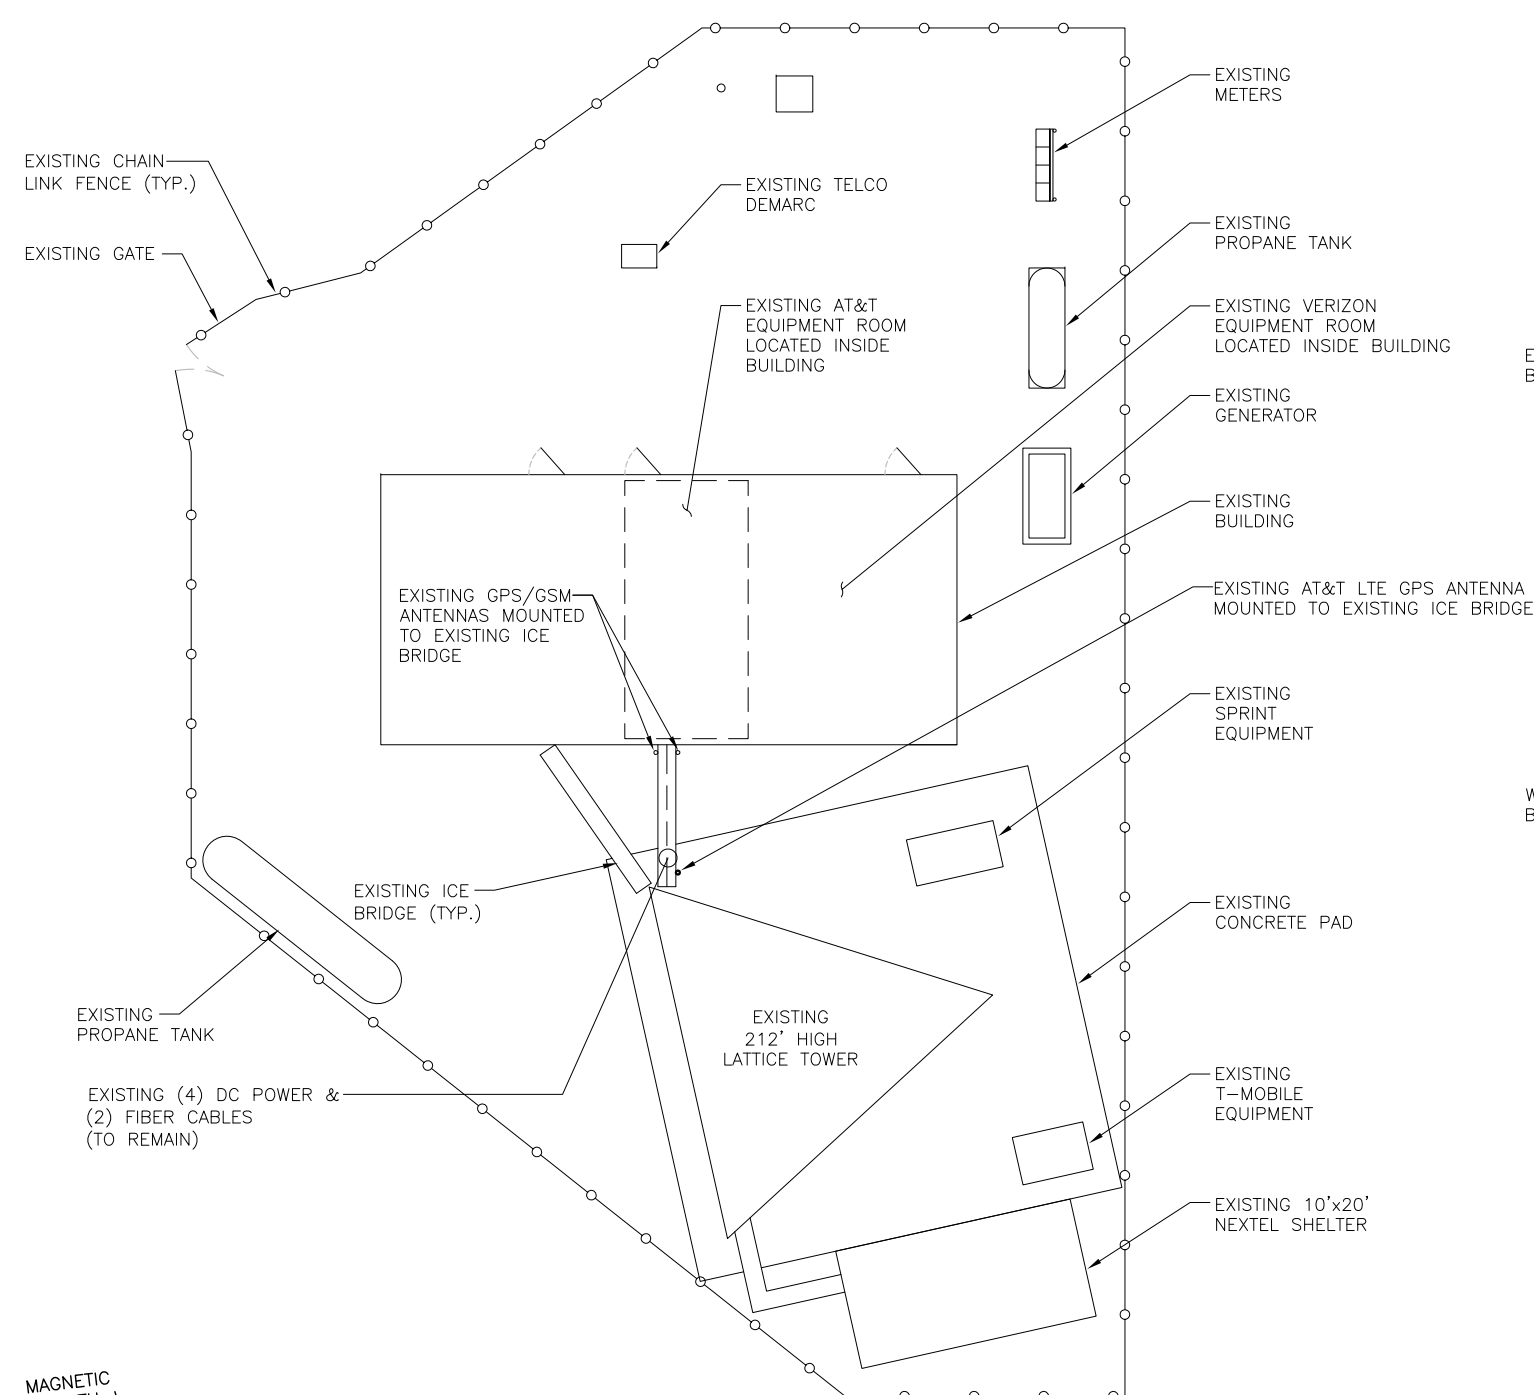 EXISTING
METERS
EXISTING CHAIN
LINK FENCE (TYP.)
EXISTING TELCO
DEMARC
EXISTING GATE
EXISTING
PROPANE TANK
EXISTING AT&T
EQUIPMENT ROOM
LOCATED INSIDE
BUILDING
EXISTING VERIZON
EQUIPMENT ROOM
LOCATED INSIDE BUILDING
EXISTING
GENERATOR
EXISTING
BUILDING
EXISTING GPS/GSM
ANTENNAS MOUNTED
TO EXISTING ICE
BRIDGE
EXISTING AT&T LTE GPS ANTENNA
MOUNTED TO EXISTING ICE BRIDGE
EXISTING
SPRINT
EQUIPMENT
EXISTING ICE
BRIDGE (TYP.)
EXISTING
CONCRETE PAD
EXISTING
PROPANE TANK
EXISTING
212' HIGH
LATTICE TOWER
EXISTING (4) DC POWER &
(2) FIBER CABLES
(TO REMAIN)
EXISTING
T-MOBILE
EQUIPMENT
EXISTING 10'x20'
NEXTEL SHELTER
MAGNETIC